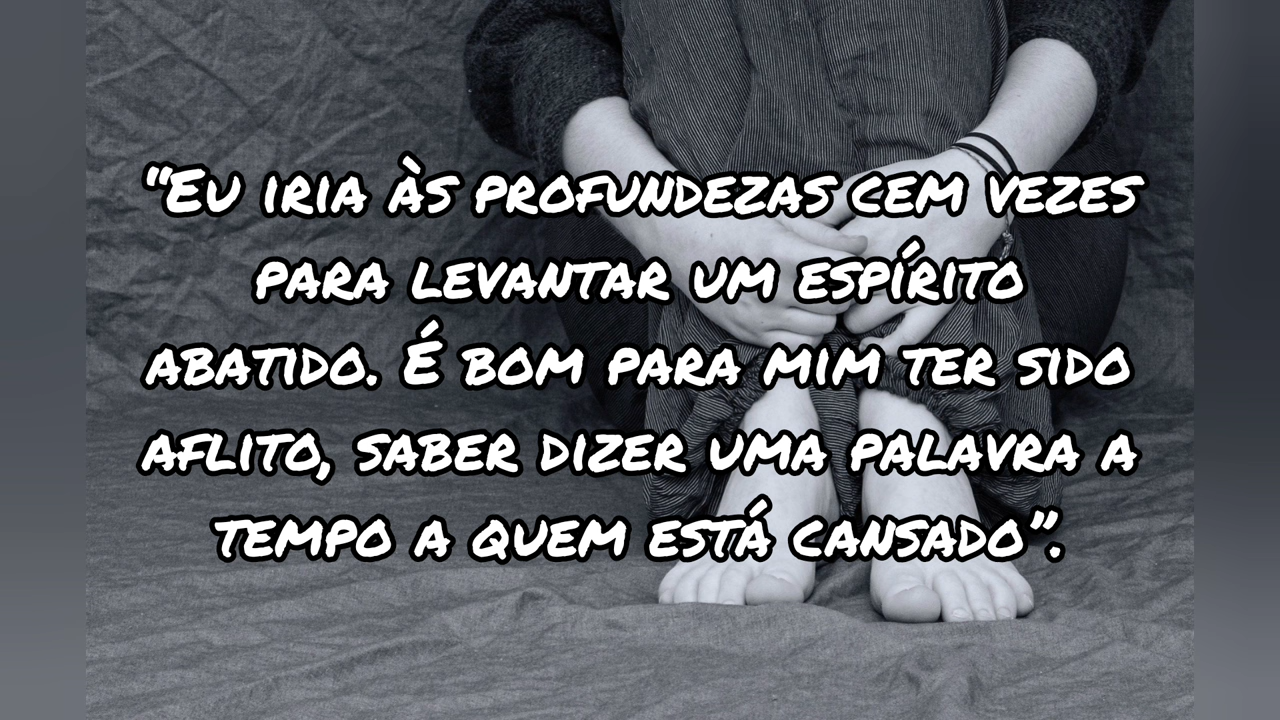 “Eu iria às profundezas cem vezes
para levantar um espírito
abatido. É bom para mim ter sido
aflito, saber dizer uma palavra a
tempo a quem está cansado”.